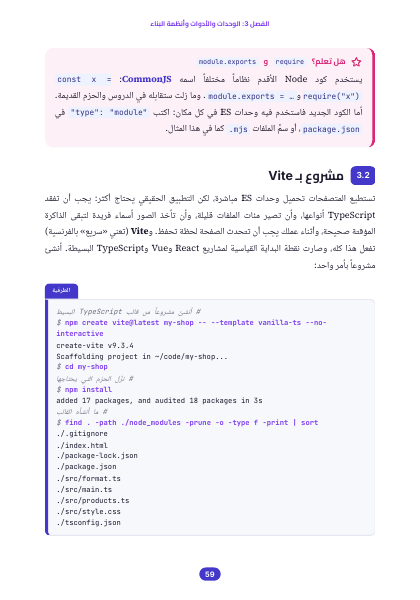 الفصل 3: الوحدات والأدوات وأنظمة البناء
هل تعلم؟ require و module.exports
يستخدم كود Node الأقدم نظاماً مختلفاً اسمه CommonJS: const x =
require("x") و module.exports = … . وما زلت ستقابله في الدروس والحزم القديمة.
أما الكود الجديد فاستخدم فيه وحدات ES في كل مكان: اكتب "type": "module" في
package.json، أو سمِّ الملفات .mjs كما في هذا المثال.
3.2 مشروع بـ Vite
تستطيع المتصفحات تحميل وحدات ES مباشرة، لكن التطبيق الحقيقي يحتاج أكثر: يجب أن تفقد
TypeScript أنواعها، وأن تصير مئات الملفات قليلة، وأن تأخذ الصور أسماء فريدة لتبقى الذاكرة
المؤقتة صحيحة، وأثناء عملك يجب أن تحدث الصفحة لحظة تحفظ. وVite (تعني «سريع» بالفرنسية)
تفعل هذا كله، وصارت نقطة البداية القياسية لمشاريع React وVue وTypeScript البسيطة. أنشئ
مشروعاً بأمر واحد:
الطرفية
# أنشئ مشروعاً من قالب TypeScript البسيط
$ npm create vite@latest my-shop -- --template vanilla-ts --no-
interactive
create-vite v9.3.4
Scaffolding project in ~/code/my-shop...
$ cd my-shop
# نزّل الحزم التي يحتاجها
$ npm install
added 17 packages, and audited 18 packages in 3s
# ما أنشأه القالب
$ find . -path ./node_modules -prune -o -type f -print | sort
./.gitignore
./index.html
./package-lock.json
./package.json
./src/format.ts
./src/main.ts
./src/products.ts
./src/style.css
./tsconfig.json
59